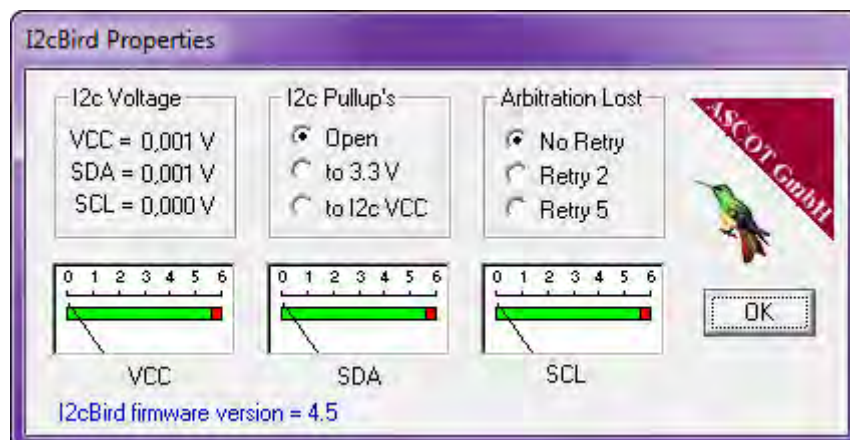 I2cBird Properties
I2c Voltage
VCC = 0,001 V
SDA = 0,001 V
SCL = 0,000 V
I2c Pullup's
Open
to 3.3 V
to I2c VCC
Arbitration Lost
No Retry
Retry 2
Retry 5
ASCOT GmbH
0 1 2 3 4 5 6
VCC
0 1 2 3 4 5 6
SDA
0 1 2 3 4 5 6
SCL
OK
I2cBird firmware version = 4.5